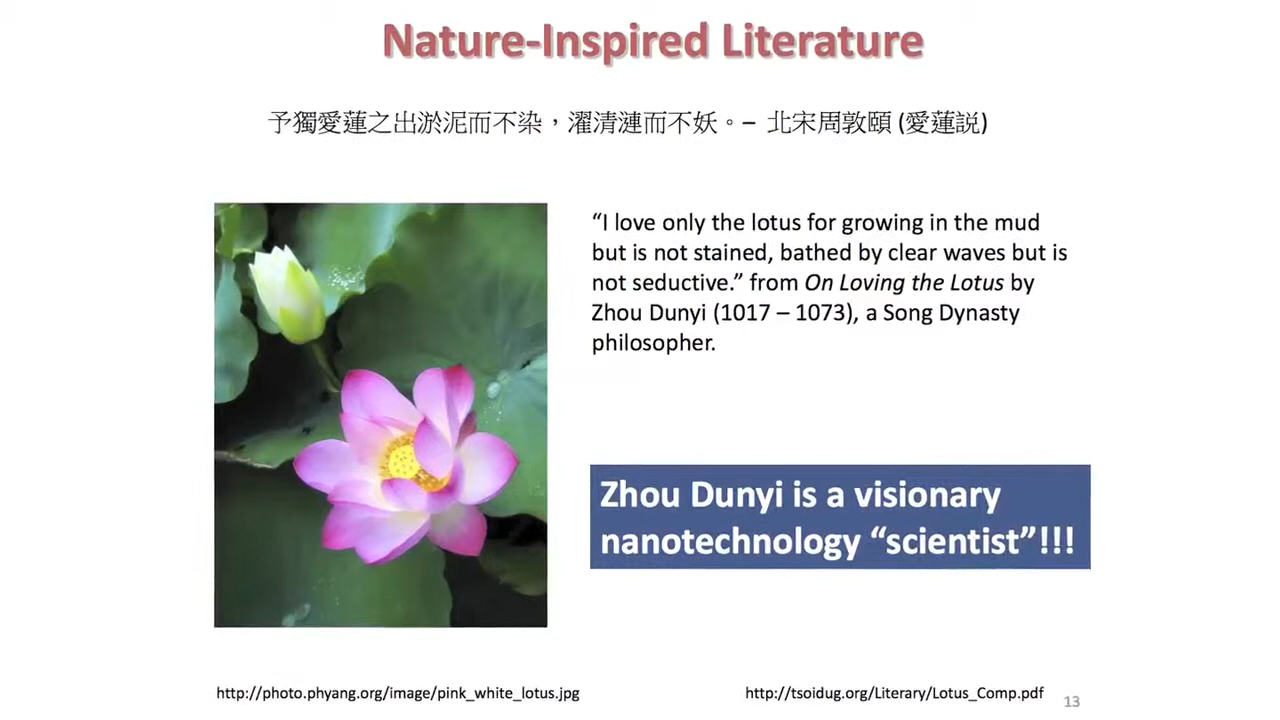 Nature-Inspired Literature
予獨愛蓮之出淤泥而不染，濯清漣而不妖。– 北宋周敦頤 (愛蓮説)
“I love only the lotus for growing in the mud
but is not stained, bathed by clear waves but is
not seductive.” from On Loving the Lotus by
Zhou Dunyi (1017 – 1073), a Song Dynasty
philosopher.
Zhou Dunyi is a visionary
nanotechnology “scientist”!!!
http://photo.phyang.org/image/pink_white_lotus.jpg
http://tsoidug.org/Literary/Lotus_Comp.pdf
13